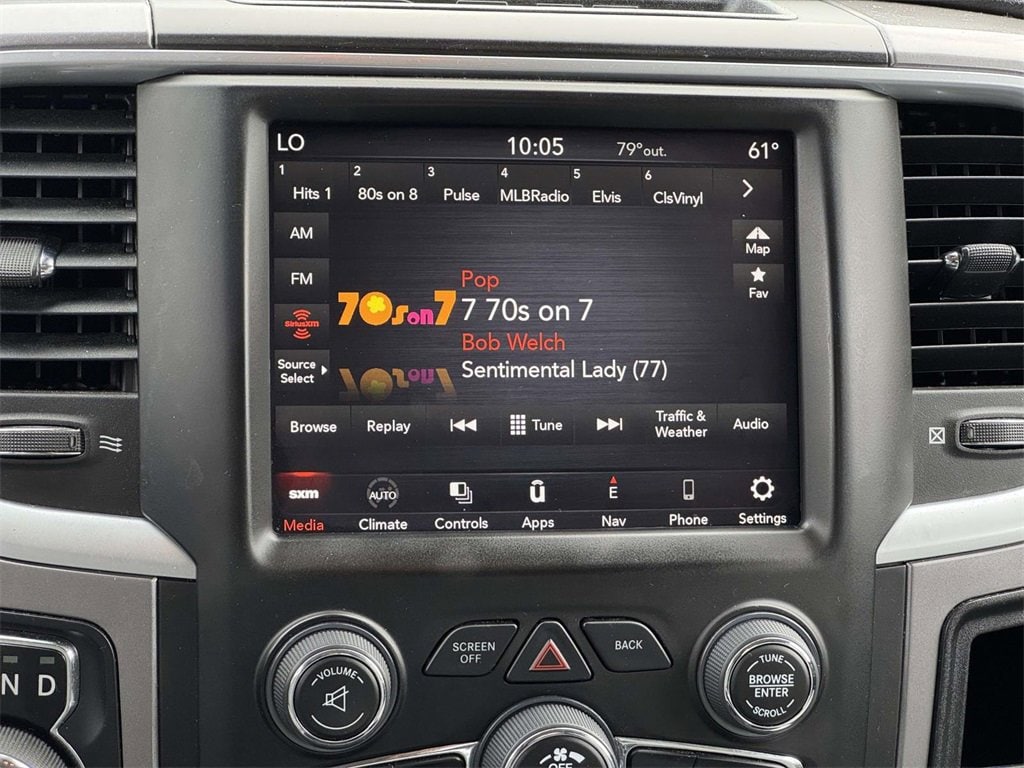 LO 10:05 79° out. 61°
1 2 3 4 5 6
Hits 1 80s on 8 Pulse MLBRadio Elvis ClsVinyl
AM
Map
FM
Fav
Pop
70s on 7 7 70s on 7
SiriusXM
Bob Welch
Source
Select
Sentimental Lady (77)
Browse Replay Tune Traffic &
Weather Audio
sxm AUTO ū E
Media Climate Controls Apps Nav Phone Settings
SCREEN
OFF
BACK
VOLUME
TUNE
BROWSE
ENTER
SCROLL
N D
OFF